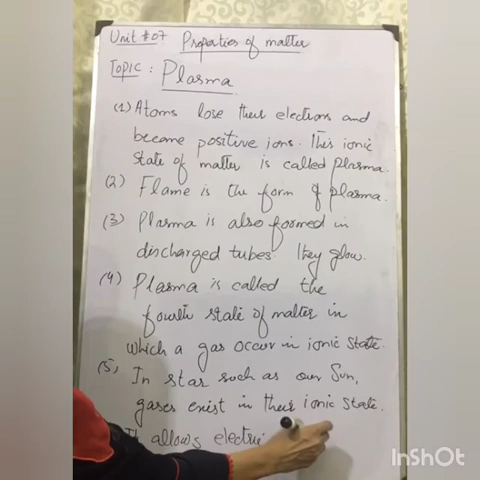 Unit #07 Properties of matter
Topic: Plasma
(1) Atoms lose their electrons and
become positive ions. This ionic
state of matter is called plasma.
(2) Flame is the form of plasma.
(3) Plasma is also formed in
discharged tubes. They glow.
(4) Plasma is called the
fourth state of matter in
which a gas occur in ionic state.
(5) In star such as our Sun,
gases exist in their ionic state.
It allows electri
InShOt